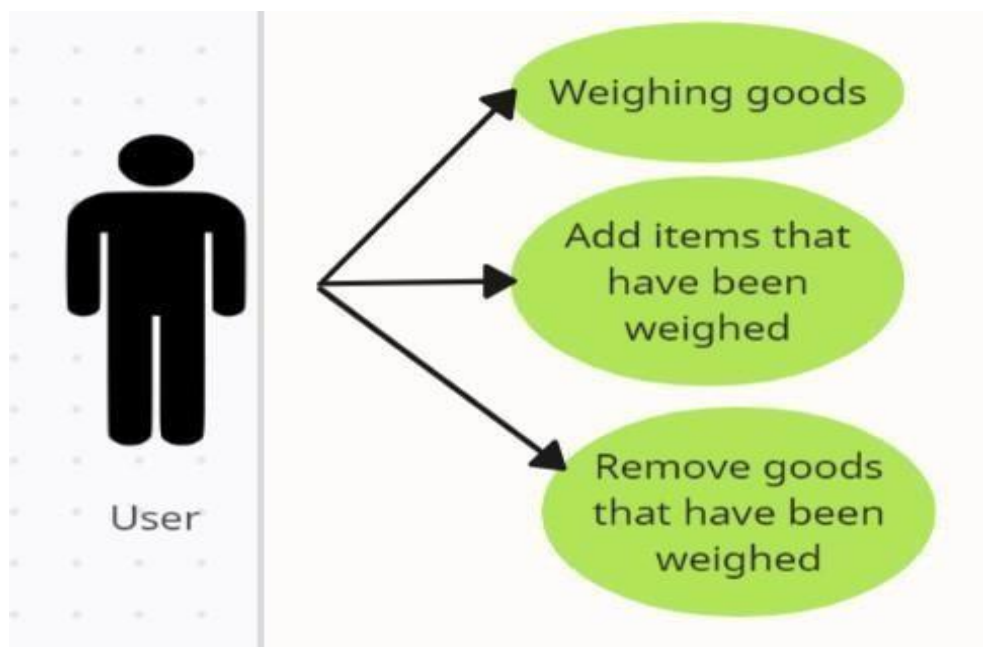 Weighing goods
Add items that
have been
weighed
Remove goods
that have been
weighed
User